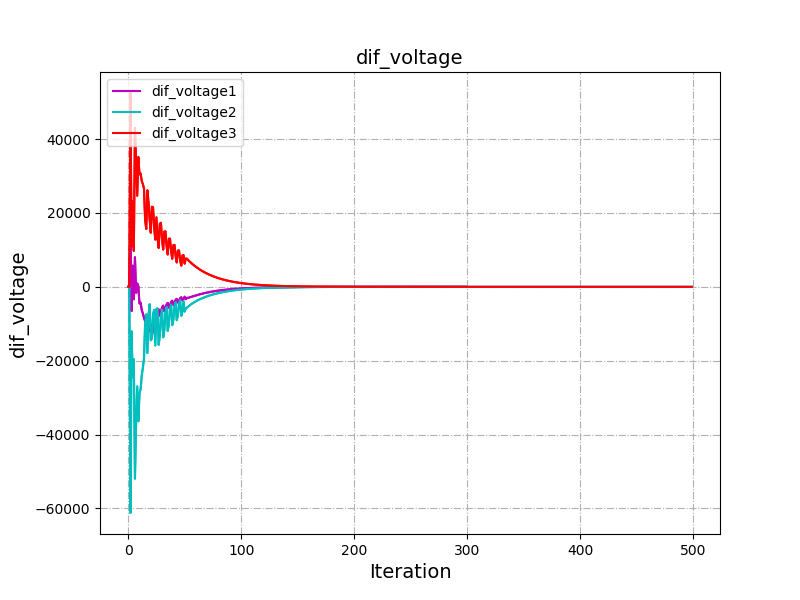 dif_voltage
dif_voltage1
dif_voltage2
dif_voltage3
40000
20000
0
−20000
−40000
−60000
dif_voltage
0 100 200 300 400 500
Iteration